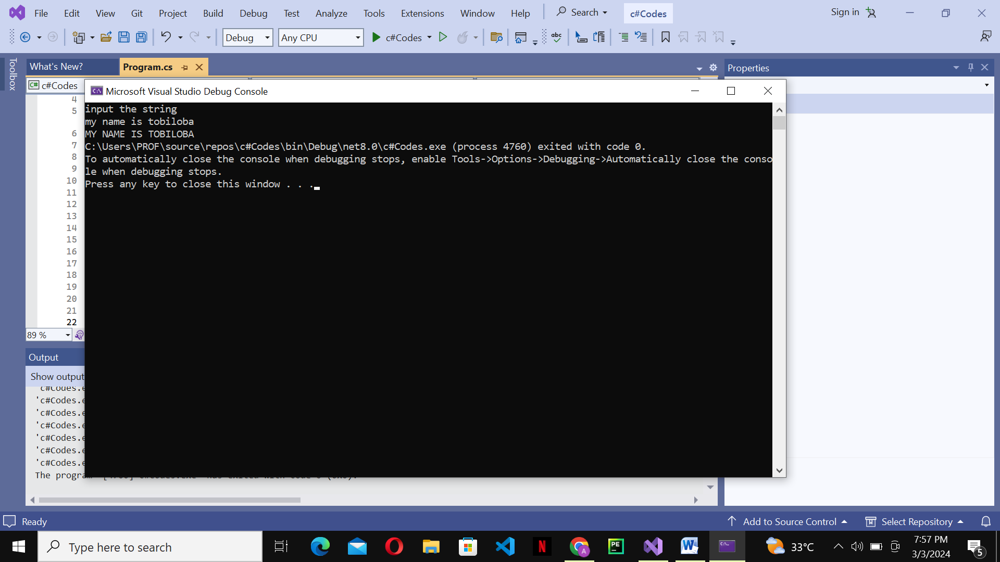 File Edit View Git Project Build Debug Test Analyze Tools Extensions Window Help Search c#Codes Sign in
Debug Any CPU c#Codes abc
Toolbox
What's New? Program.cs
Properties
C# c#Codes
Microsoft Visual Studio Debug Console
4
5
6
7
8
9
10
11
12
13
14
15
16
17
18
19
20
21
22
input the string
my name is tobiloba
MY NAME IS TOBILOBA
C:\Users\PROF\source\repos\c#Codes\bin\Debug\net8.0\c#Codes.exe (process 4760) exited with code 0.
To automatically close the console when debugging stops, enable Tools->Options->Debugging->Automatically close the conso
le when debugging stops.
Press any key to close this window . . .
89 %
Output
Show output
'c#Codes.e
'c#Codes.e
'c#Codes.e
'c#Codes.e
'c#Codes.e
'c#Codes.e
'c#Codes.e
The program
Ready Add to Source Control Select Repository
Type here to search
PE
33°C
7:57 PM
3/3/2024
5